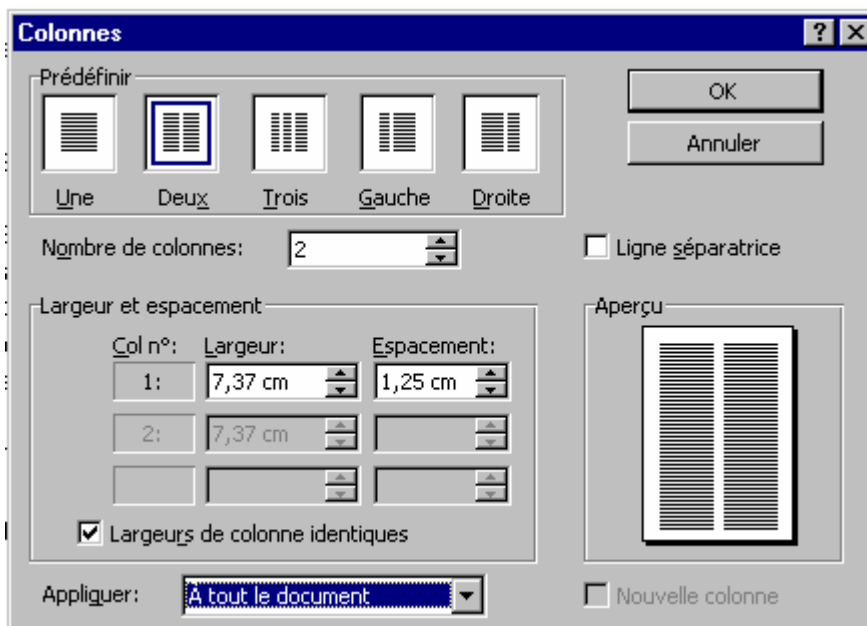 Colonnes
Prédéfinir
Une Deux Trois Gauche Droite
OK
Annuler
Nombre de colonnes: 2
Ligne séparatrice
Largeur et espacement
Col n°: Largeur: Espacement:
1: 7,37 cm 1,25 cm
2: 7,37 cm
Largeurs de colonne identiques
Aperçu
Appliquer: À tout le document
Nouvelle colonne